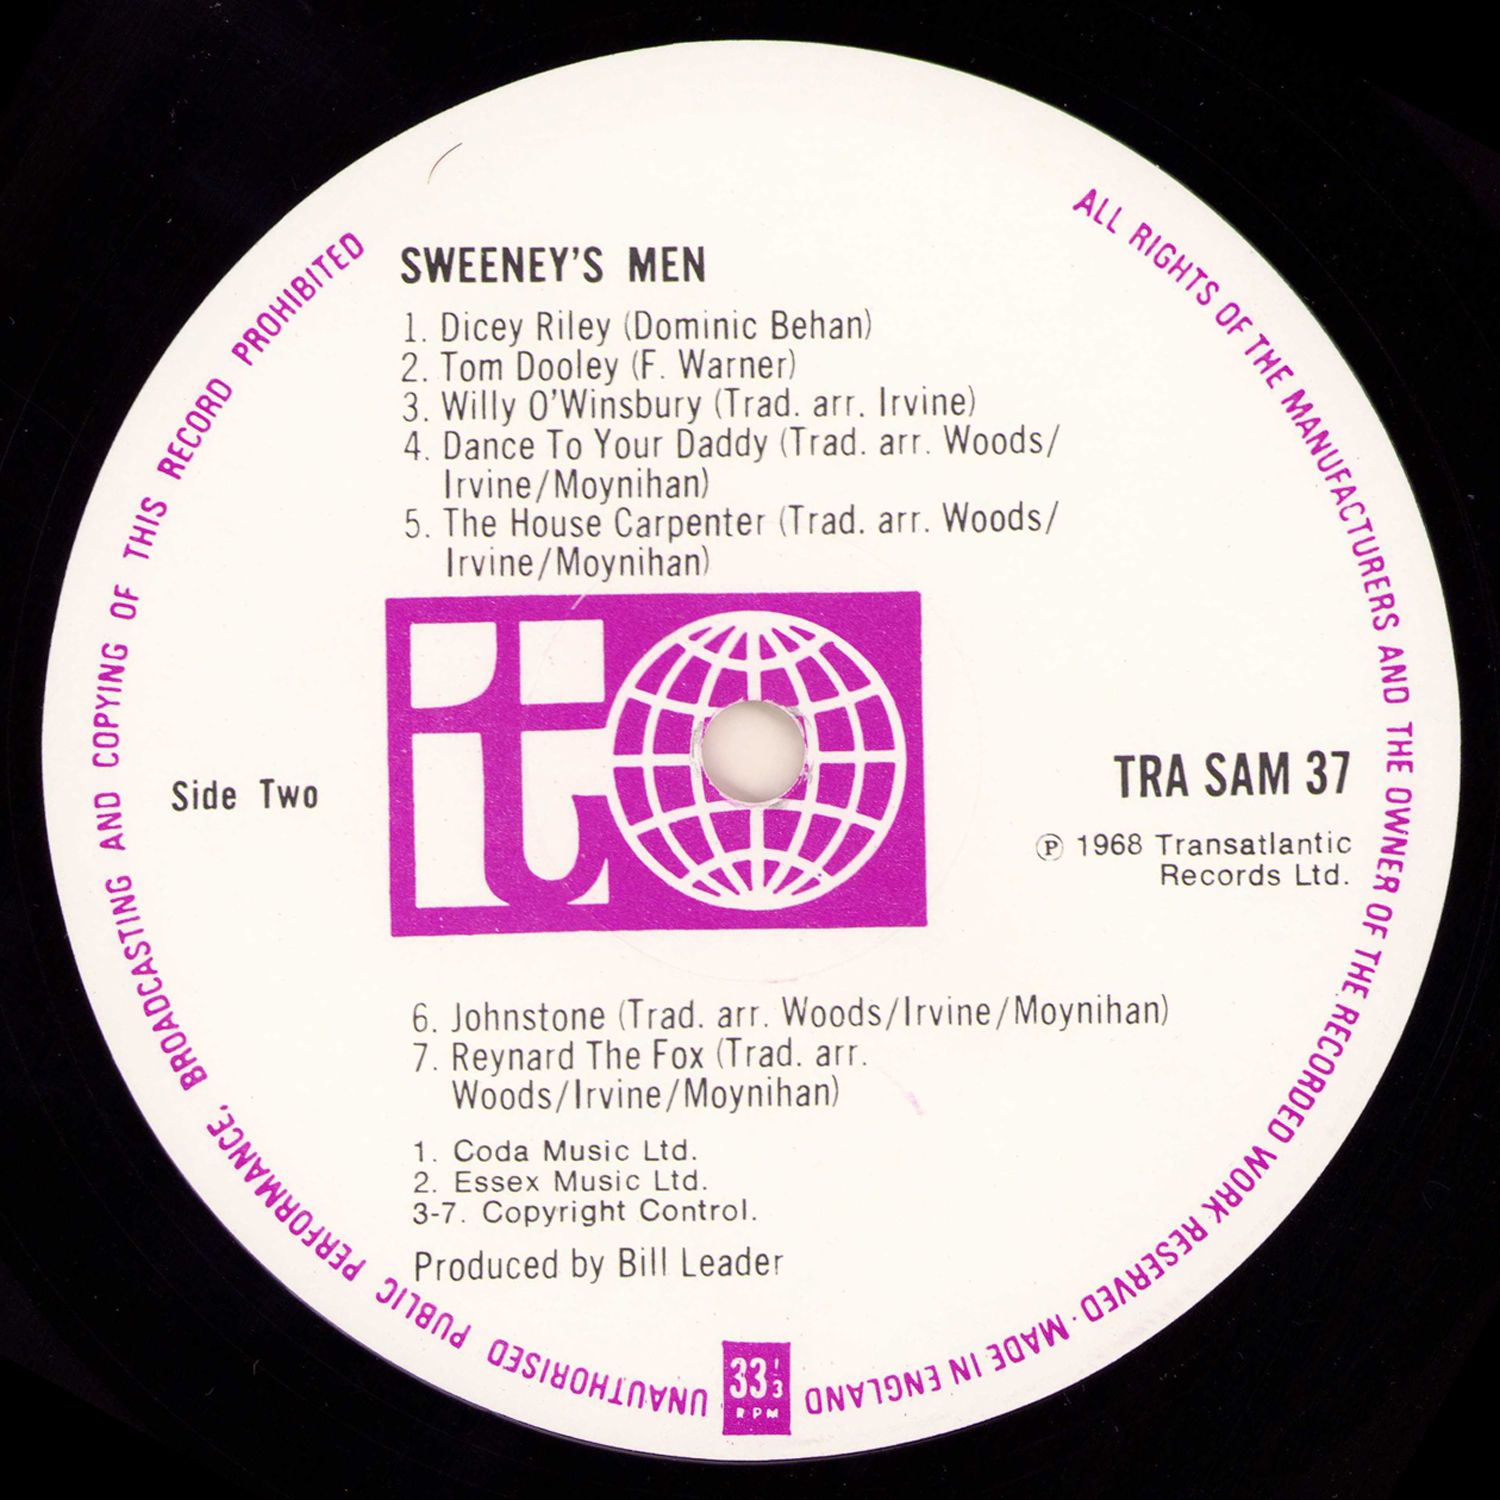 SWEENEY'S MEN
1. Dicey Riley (Dominic Behan)
2. Tom Dooley (F. Warner)
3. Willy O'Winsbury (Trad. arr. Irvine)
4. Dance To Your Daddy (Trad. arr. Woods/
Irvine/Moynihan)
5. The House Carpenter (Trad. arr. Woods/
Irvine/Moynihan)
it
Side Two
TRA SAM 37
Ⓟ 1968 Transatlantic
Records Ltd.
6. Johnstone (Trad. arr. Woods/Irvine/Moynihan)
7. Reynard The Fox (Trad. arr.
Woods/Irvine/Moynihan)
1. Coda Music Ltd.
2. Essex Music Ltd.
3-7. Copyright Control.
Produced by Bill Leader
33 1/3
RPM
ALL RIGHTS OF THE MANUFACTURERS AND THE OWNER OF THE RECORDED WORK RESERVED · MADE IN ENGLAND
UNAUTHORISED PUBLIC PERFORMANCE, BROADCASTING AND COPYING OF THIS RECORD PROHIBITED